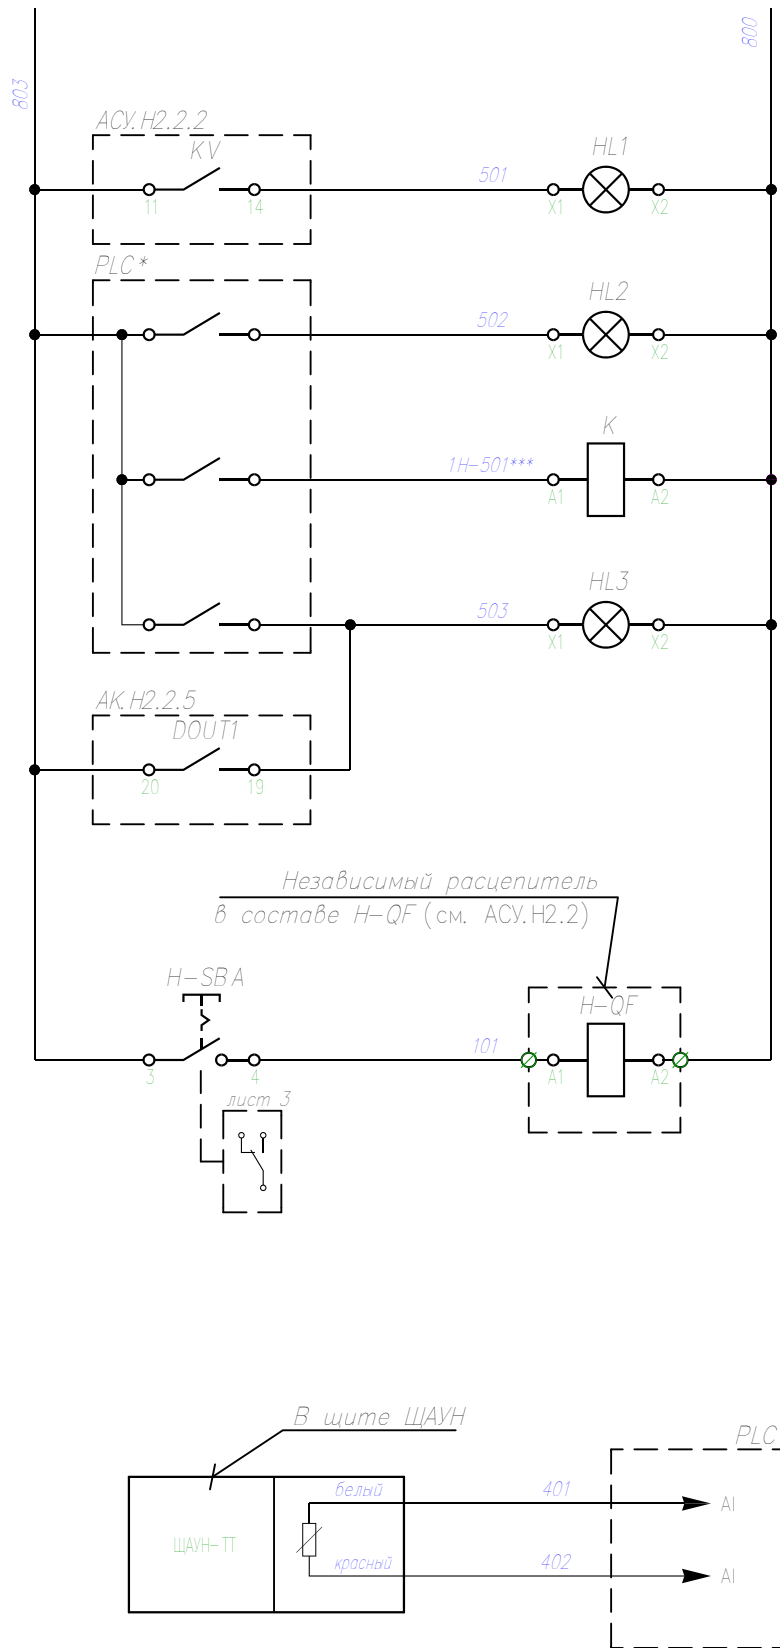 803
800
АСУ.Н2.2.2
KV
HL1
501
11
14
X1
X2
PLC*
HL2
502
X1
X2
K
1Н-501***
A1
A2
HL3
503
X1
X2
АК.Н2.2.5
DOUT1
20
19
Независимый расцепитель
в составе H-QF (см. АСУ.Н2.2)
H-SBA
H-QF
101
3
4
A1
A2
лист 3
В щите ЩАУН
PLC
белый
401
AI
ЩАУН-ТТ
красный
402
AI